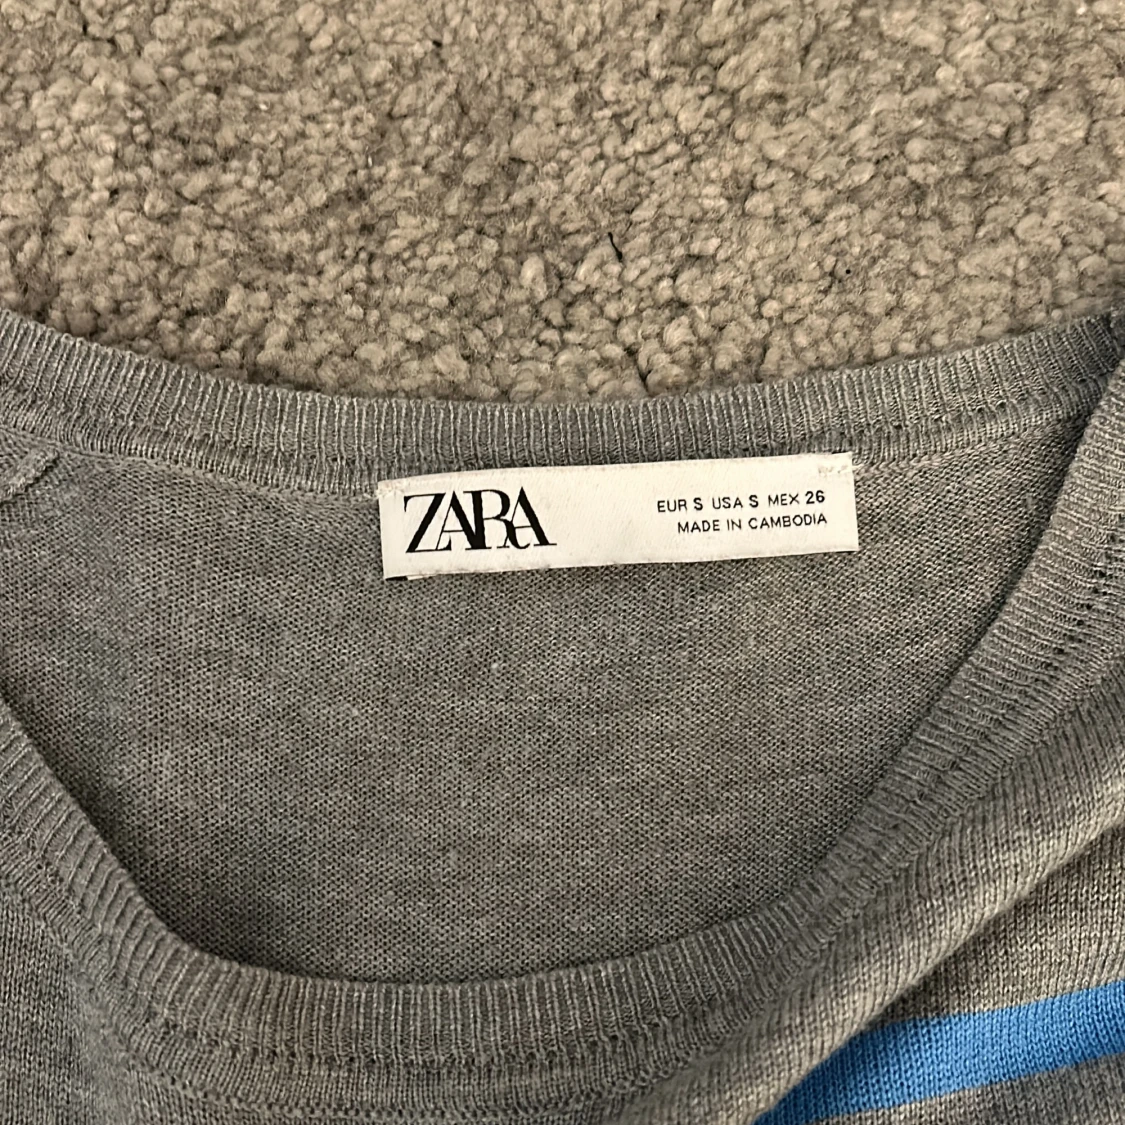 ZARA
EUR S USA S MEX 26
MADE IN CAMBODIA